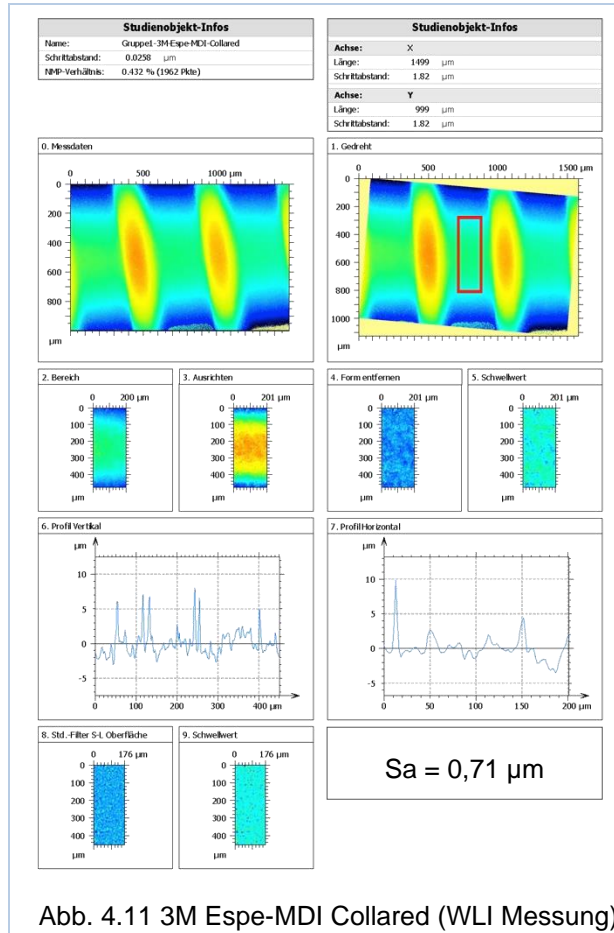 Studienobjekt-Infos
Name: Gruppe1-3M-Espe-MDI-Collared
Schrittabstand: 0.0258 µm
NMP-Verhältnis: 0.432 % (1962 Pkte)
Studienobjekt-Infos
Achse: X
Länge: 1499 µm
Schrittabstand: 1.82 µm
Achse: Y
Länge: 999 µm
Schrittabstand: 1.82 µm
0. Messdaten
0 500 1000 µm
0
200
400
600
800
µm
1. Gedreht
0 500 1000 1500 µm
0
200
400
600
800
1000
µm
2. Bereich
0 200 µm
0
100
200
300
400
µm
3. Ausrichten
0 201 µm
0
100
200
300
400
µm
4. Form entfernen
0 201 µm
0
100
200
300
400
µm
5. Schwellwert
0 201 µm
0
100
200
300
400
µm
6. Profil Vertikal
µm
10
5
0
-5
0 100 200 300 400 µm
7. Profil Horizontal
µm
10
5
0
-5
0 50 100 150 200 µm
8. Std.-Filter S-L Oberfläche
0 176 µm
0
100
200
300
400
µm
9. Schwellwert
0 176 µm
0
100
200
300
400
µm
Sa = 0,71 µm
Abb. 4.11 3M Espe-MDI Collared (WLI Messung)